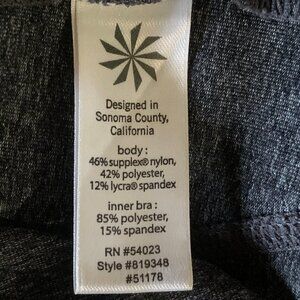 Designed in
Sonoma County,
California
body :
46% supplex® nylon,
42% polyester,
12% lycra® spandex
inner bra :
85% polyester,
15% spandex
RN #54023
Style #819348
#51178